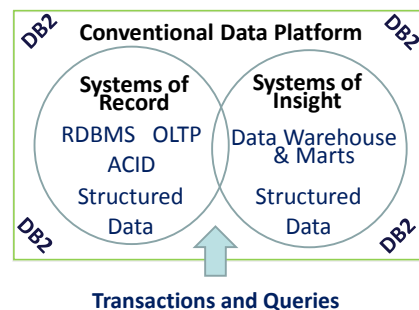 DB2 Conventional Data Platform DB2
Systems of
Record
RDBMS OLTP
ACID
Structured
Data
Systems of
Insight
Data Warehouse
& Marts
Structured
Data
DB2 DB2
Transactions and Queries